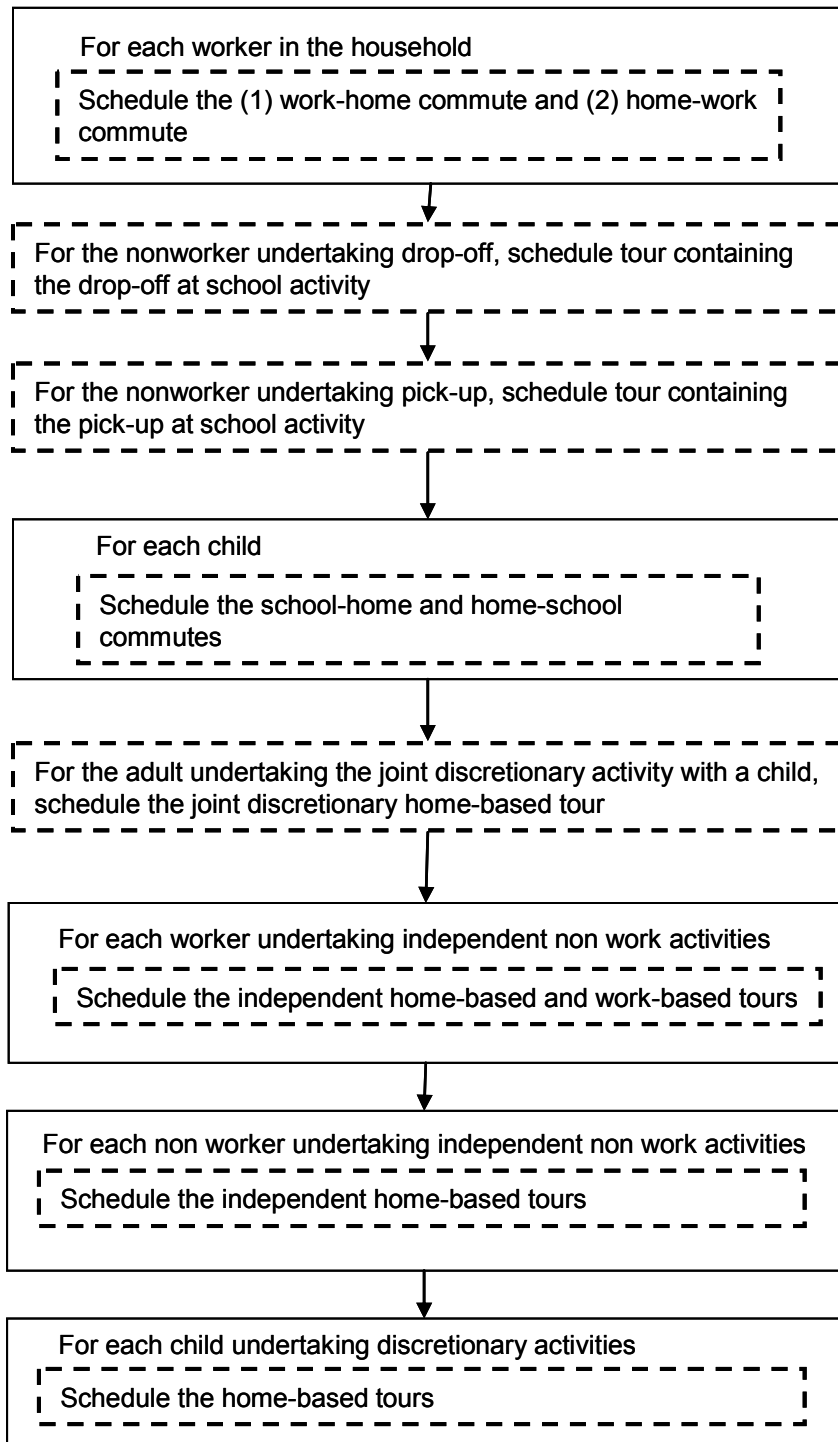 For each worker in the household
Schedule the (1) work-home commute and (2) home-work
commute
For the nonworker undertaking drop-off, schedule tour containing
the drop-off at school activity
For the nonworker undertaking pick-up, schedule tour containing
the pick-up at school activity
For each child
Schedule the school-home and home-school
commutes
For the adult undertaking the joint discretionary activity with a child,
schedule the joint discretionary home-based tour
For each worker undertaking independent non work activities
Schedule the independent home-based and work-based tours
For each non worker undertaking independent non work activities
Schedule the independent home-based tours
For each child undertaking discretionary activities
Schedule the home-based tours